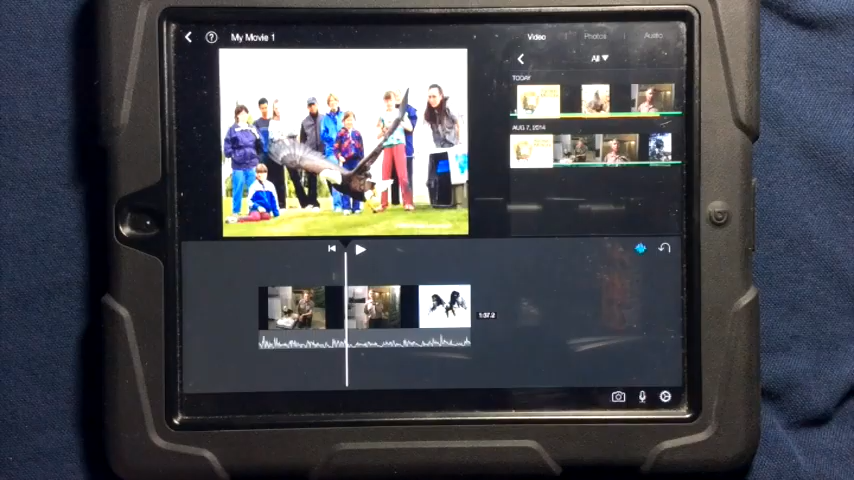 My Movie 1
Video
Photos
Audio
All
TODAY
AUG 7, 2014
1:37.2